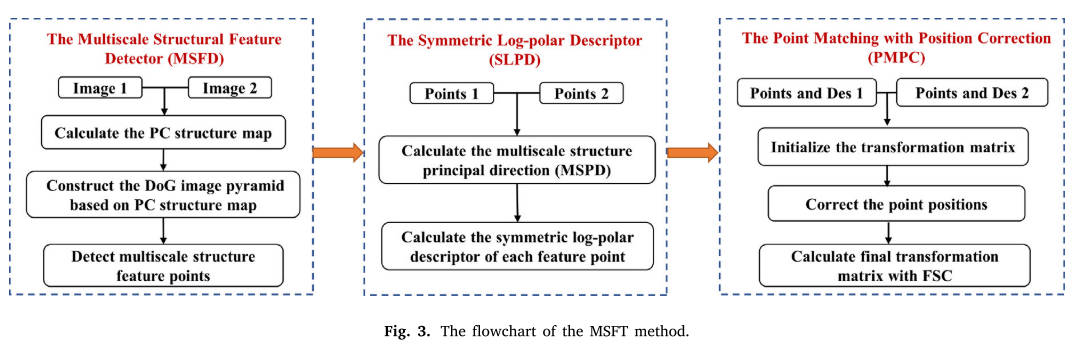 The Multiscale Structural Feature
Detector (MSFD)
Image 1
Image 2
Calculate the PC structure map
Construct the DoG image pyramid
based on PC structure map
Detect multiscale structure
feature points
The Symmetric Log-polar Descriptor
(SLPD)
Points 1
Points 2
Calculate the multiscale structure
principal direction (MSPD)
Calculate the symmetric log-polar
descriptor of each feature point
The Point Matching with Position Correction
(PMPC)
Points and Des 1
Points and Des 2
Initialize the transformation matrix
Correct the point positions
Calculate final transformation
matrix with FSC
Fig. 3. The flowchart of the MSFT method.